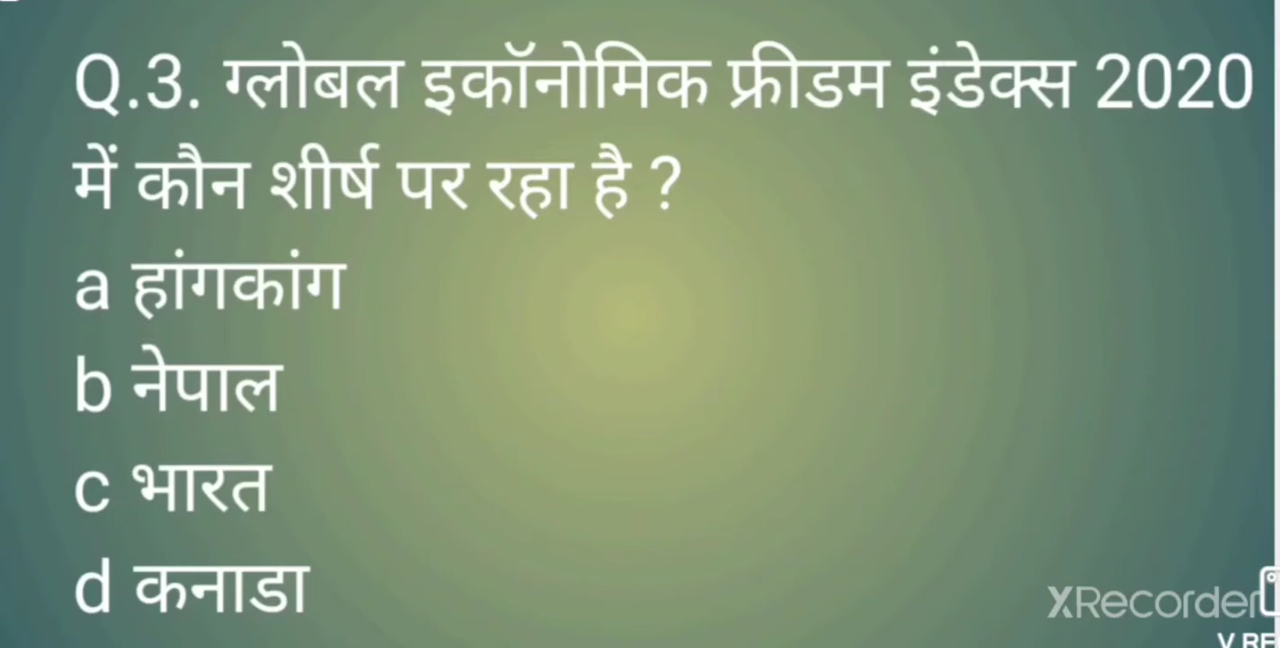 Q.3. ग्लोबल इकॉनोमिक फ्रीडम इंडेक्स 2020
में कौन शीर्ष पर रहा है ?
a हांगकांग
b नेपाल
c भारत
d कनाडा
XRecorder